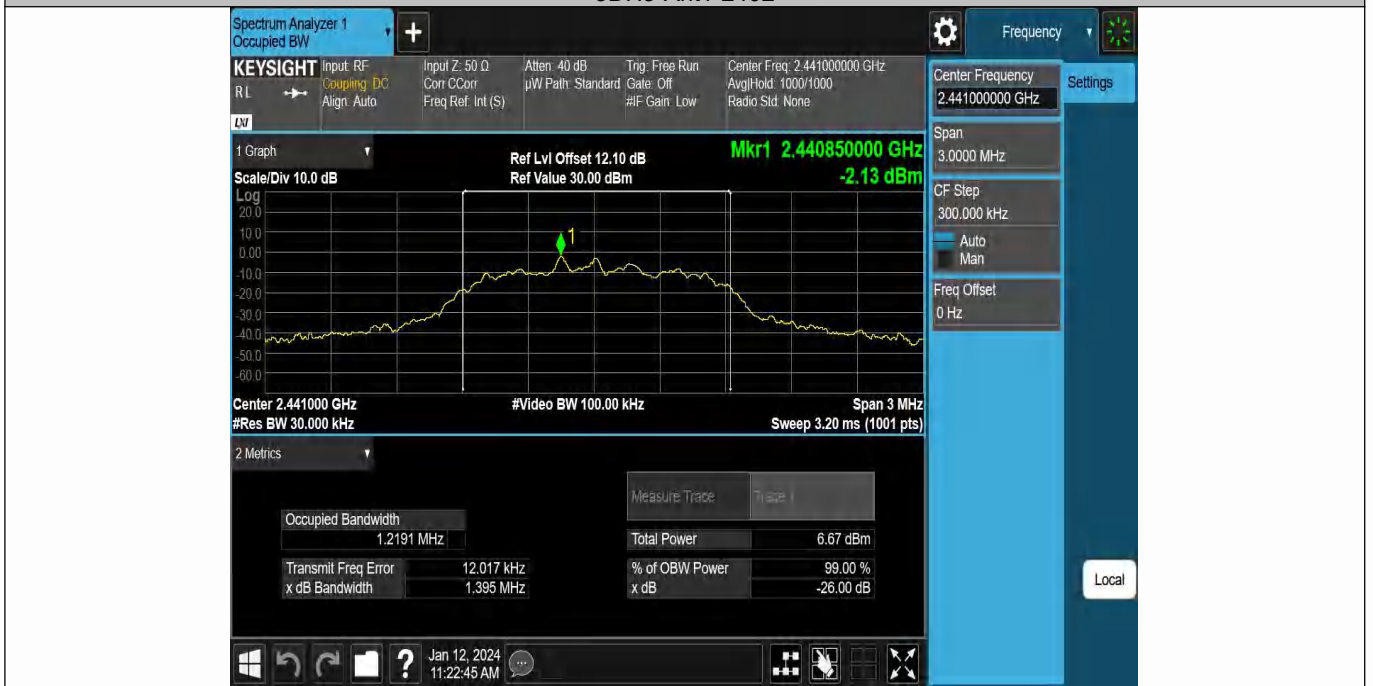 Spectrum Analyzer 1
Occupied BW
+
Frequency
KEYSIGHT
RL
LXI
Input: RF
Coupling: DC
Align: Auto
Input Z: 50 Ω
Corr CCorr
Freq Ref: Int (S)
Atten: 40 dB
µW Path: Standard
Trig: Free Run
Gate: Off
#IF Gain: Low
Center Freq: 2.441000000 GHz
Avg|Hold: 1000/1000
Radio Std: None
Center Frequency
2.441000000 GHz
Settings
Span
3.0000 MHz
CF Step
300.000 kHz
Auto
Man
Freq Offset
0 Hz
Local
1 Graph
Scale/Div 10.0 dB
Ref Lvl Offset 12.10 dB
Ref Value 30.00 dBm
Mkr1 2.440850000 GHz
-2.13 dBm
Log
20.0
10.0
0.00
-10.0
-20.0
-30.0
-40.0
-50.0
-60.0
1
Center 2.441000 GHz
#Res BW 30.000 kHz
#Video BW 100.00 kHz
Span 3 MHz
Sweep 3.20 ms (1001 pts)
2 Metrics
Measure Trace
Trace 1
Occupied Bandwidth
1.2191 MHz
Total Power
6.67 dBm
Transmit Freq Error
12.017 kHz
% of OBW Power
99.00 %
x dB Bandwidth
1.395 MHz
x dB
-26.00 dB
?
Jan 12, 2024
11:22:45 AM